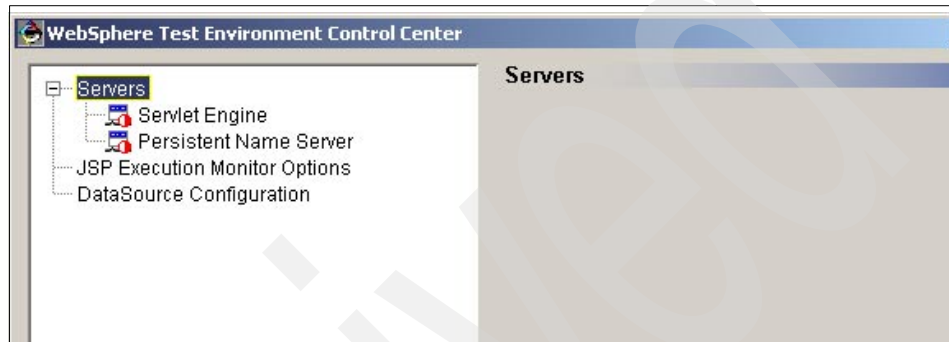 WebSphere Test Environment Control Center
Servers
Servlet Engine
Persistent Name Server
JSP Execution Monitor Options
DataSource Configuration
Servers